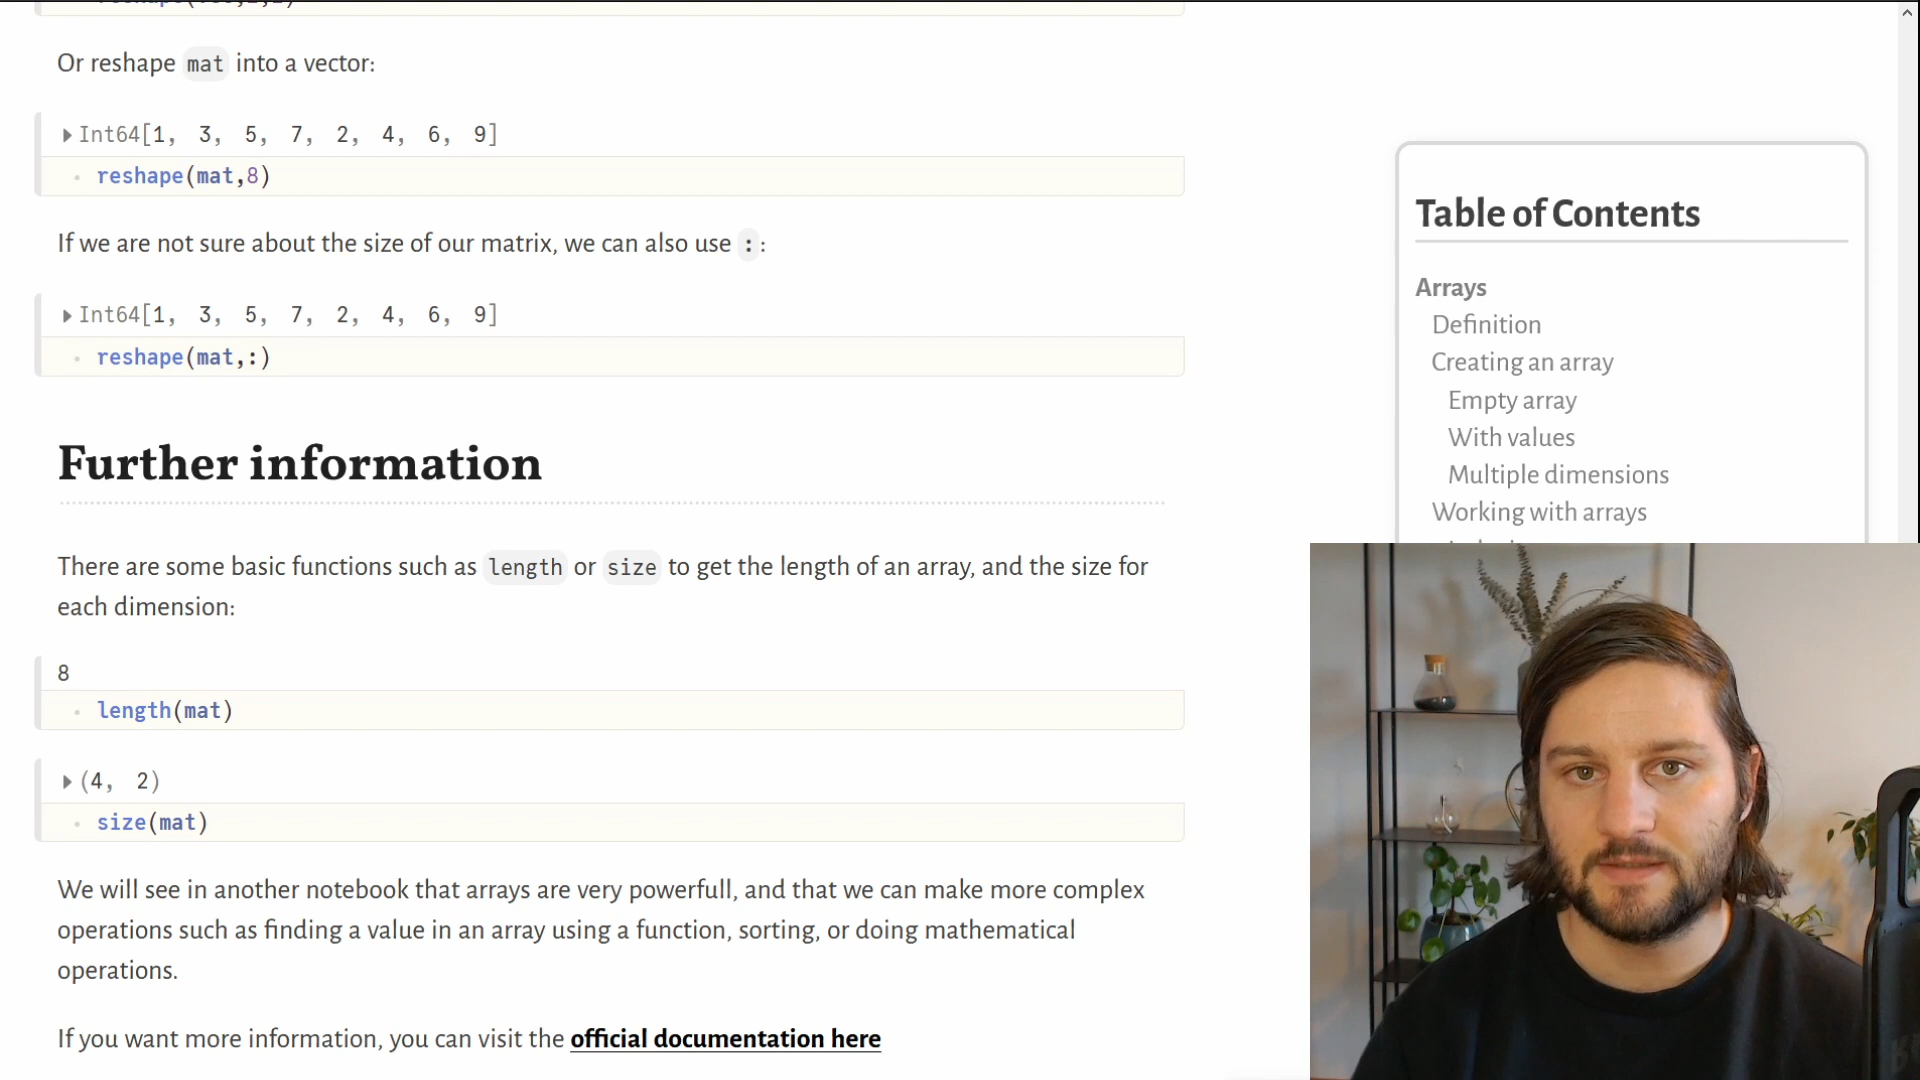 Or reshape mat into a vector:
Int64[1, 3, 5, 7, 2, 4, 6, 9]
reshape(mat,8)
If we are not sure about the size of our matrix, we can also use ::
Int64[1, 3, 5, 7, 2, 4, 6, 9]
reshape(mat,:)
Further information
There are some basic functions such as length or size to get the length of an array, and the size for
each dimension:
8
length(mat)
(4, 2)
size(mat)
We will see in another notebook that arrays are very powerfull, and that we can make more complex
operations such as finding a value in an array using a function, sorting, or doing mathematical
operations.
If you want more information, you can visit the official documentation here
Table of Contents
Arrays
Definition
Creating an array
Empty array
With values
Multiple dimensions
Working with arrays